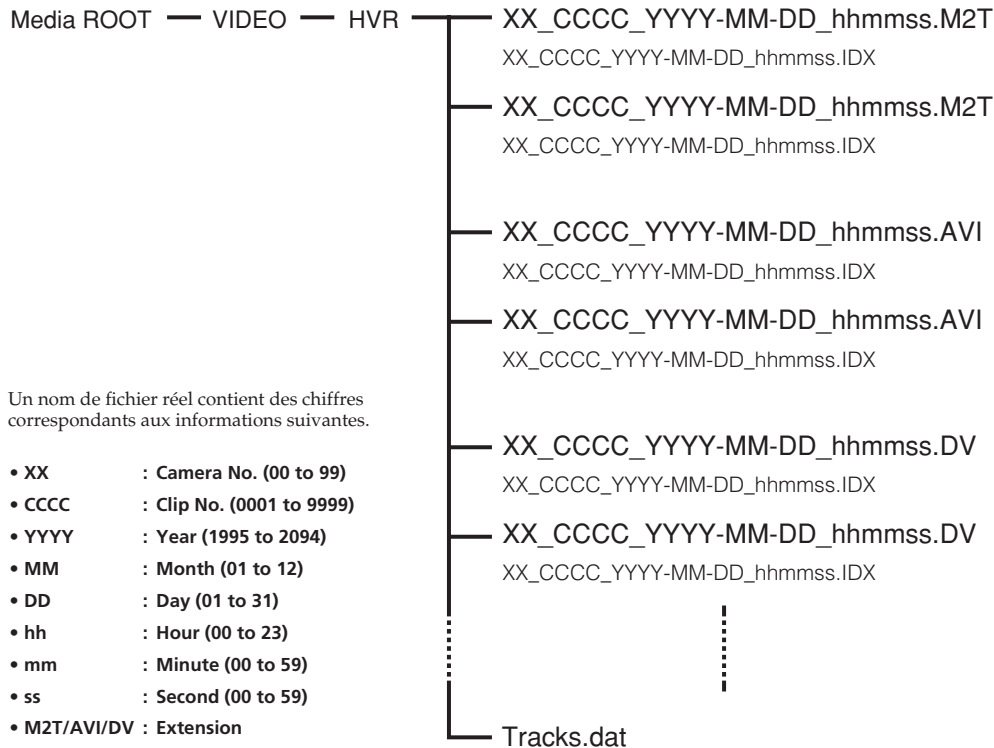 Media ROOT VIDEO HVR
XX_CCCC_YYYY-MM-DD_hhmmss.M2T
XX_CCCC_YYYY-MM-DD_hhmmss.IDX
XX_CCCC_YYYY-MM-DD_hhmmss.M2T
XX_CCCC_YYYY-MM-DD_hhmmss.IDX
XX_CCCC_YYYY-MM-DD_hhmmss.AVI
XX_CCCC_YYYY-MM-DD_hhmmss.IDX
XX_CCCC_YYYY-MM-DD_hhmmss.AVI
XX_CCCC_YYYY-MM-DD_hhmmss.IDX
XX_CCCC_YYYY-MM-DD_hhmmss.DV
XX_CCCC_YYYY-MM-DD_hhmmss.IDX
XX_CCCC_YYYY-MM-DD_hhmmss.DV
XX_CCCC_YYYY-MM-DD_hhmmss.IDX
Tracks.dat
Un nom de fichier réel contient des chiffres
correspondants aux informations suivantes.
• XX : Camera No. (00 to 99)
• CCCC : Clip No. (0001 to 9999)
• YYYY : Year (1995 to 2094)
• MM : Month (01 to 12)
• DD : Day (01 to 31)
• hh : Hour (00 to 23)
• mm : Minute (00 to 59)
• ss : Second (00 to 59)
• M2T/AVI/DV : Extension